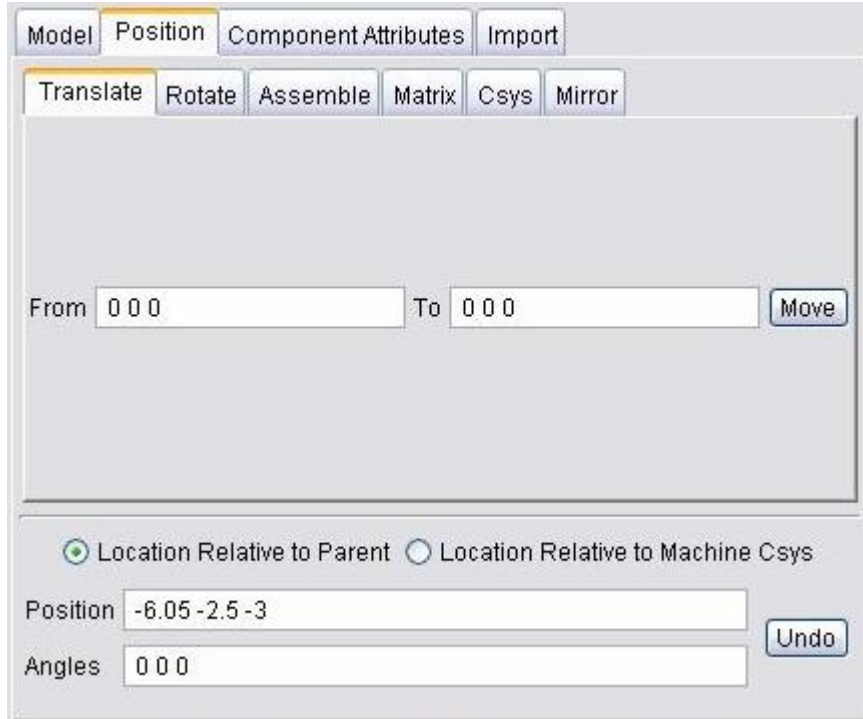 Model Position Component Attributes Import
Translate Rotate Assemble Matrix Csys Mirror
From 0 0 0 To 0 0 0 Move
Location Relative to Parent Location Relative to Machine Csys
Position -6.05 -2.5 -3
Undo
Angles 0 0 0